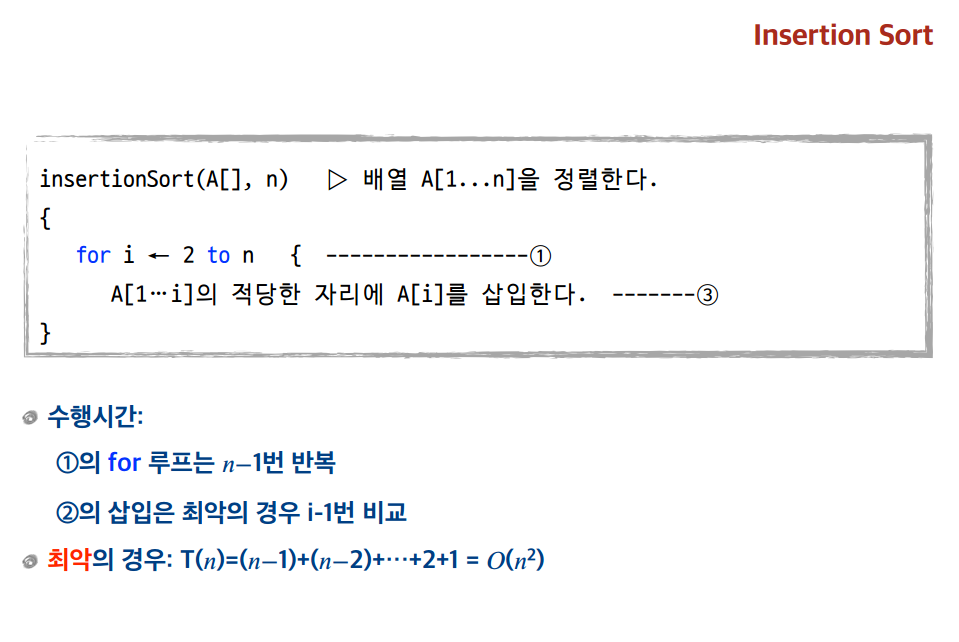 Insertion Sort
insertionSort(A[], n) ▷ 배열 A[1...n]을 정렬한다.
{
for i ← 2 to n { -----------------①
A[1⋯i]의 적당한 자리에 A[i]를 삽입한다. -------③
}
수행시간:
①의 for 루프는 n−1번 반복
②의 삽입은 최악의 경우 i-1번 비교
최악의 경우: T(n)=(n−1)+(n−2)+⋯+2+1 = O(n²)